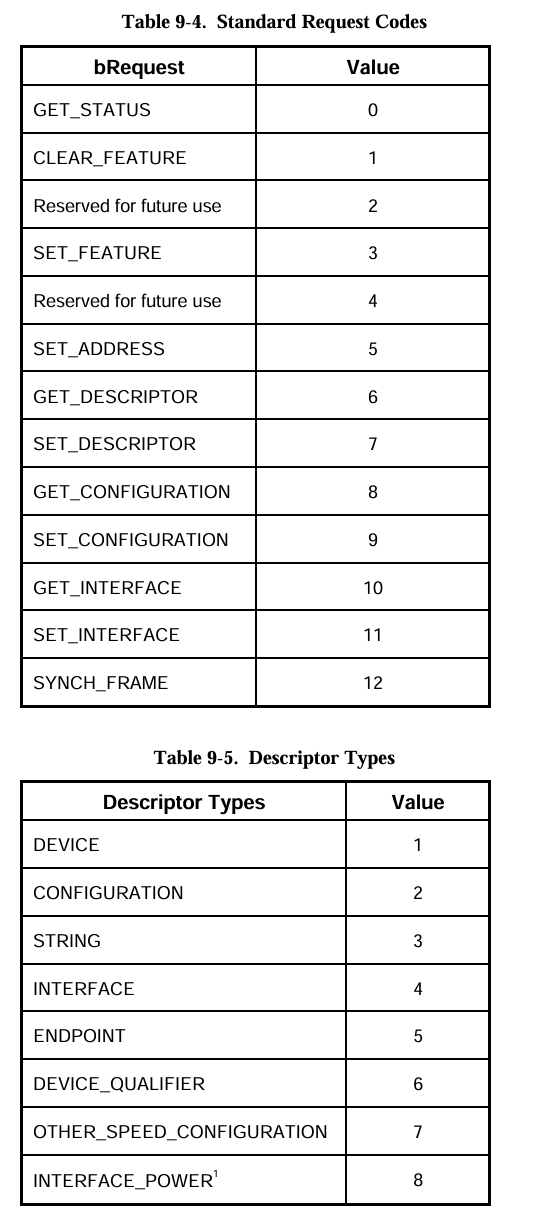 Table 9-4. Standard Request Codes
bRequest Value
GET_STATUS 0
CLEAR_FEATURE 1
Reserved for future use 2
SET_FEATURE 3
Reserved for future use 4
SET_ADDRESS 5
GET_DESCRIPTOR 6
SET_DESCRIPTOR 7
GET_CONFIGURATION 8
SET_CONFIGURATION 9
GET_INTERFACE 10
SET_INTERFACE 11
SYNCH_FRAME 12
Table 9-5. Descriptor Types
Descriptor Types Value
DEVICE 1
CONFIGURATION 2
STRING 3
INTERFACE 4
ENDPOINT 5
DEVICE_QUALIFIER 6
OTHER_SPEED_CONFIGURATION 7
INTERFACE_POWER¹ 8